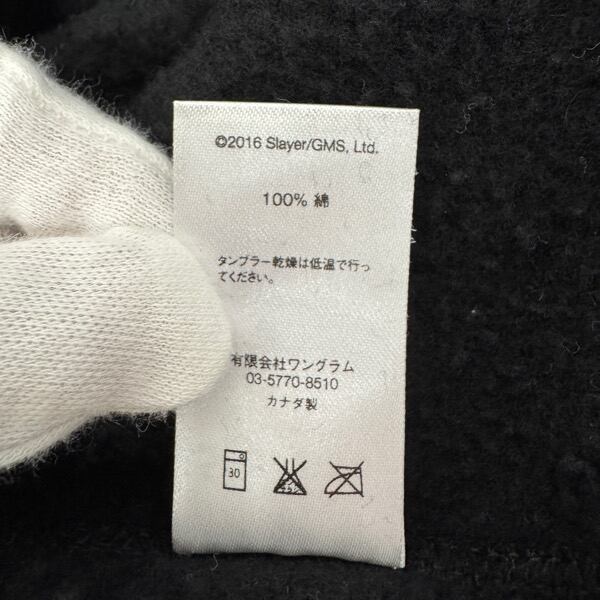 ©2016 Slayer/GMS, Ltd.
100% 綿
タンブラー乾燥は低温で行っ
てください。
有限会社ワングラム
03-5770-8510
カナダ製
30